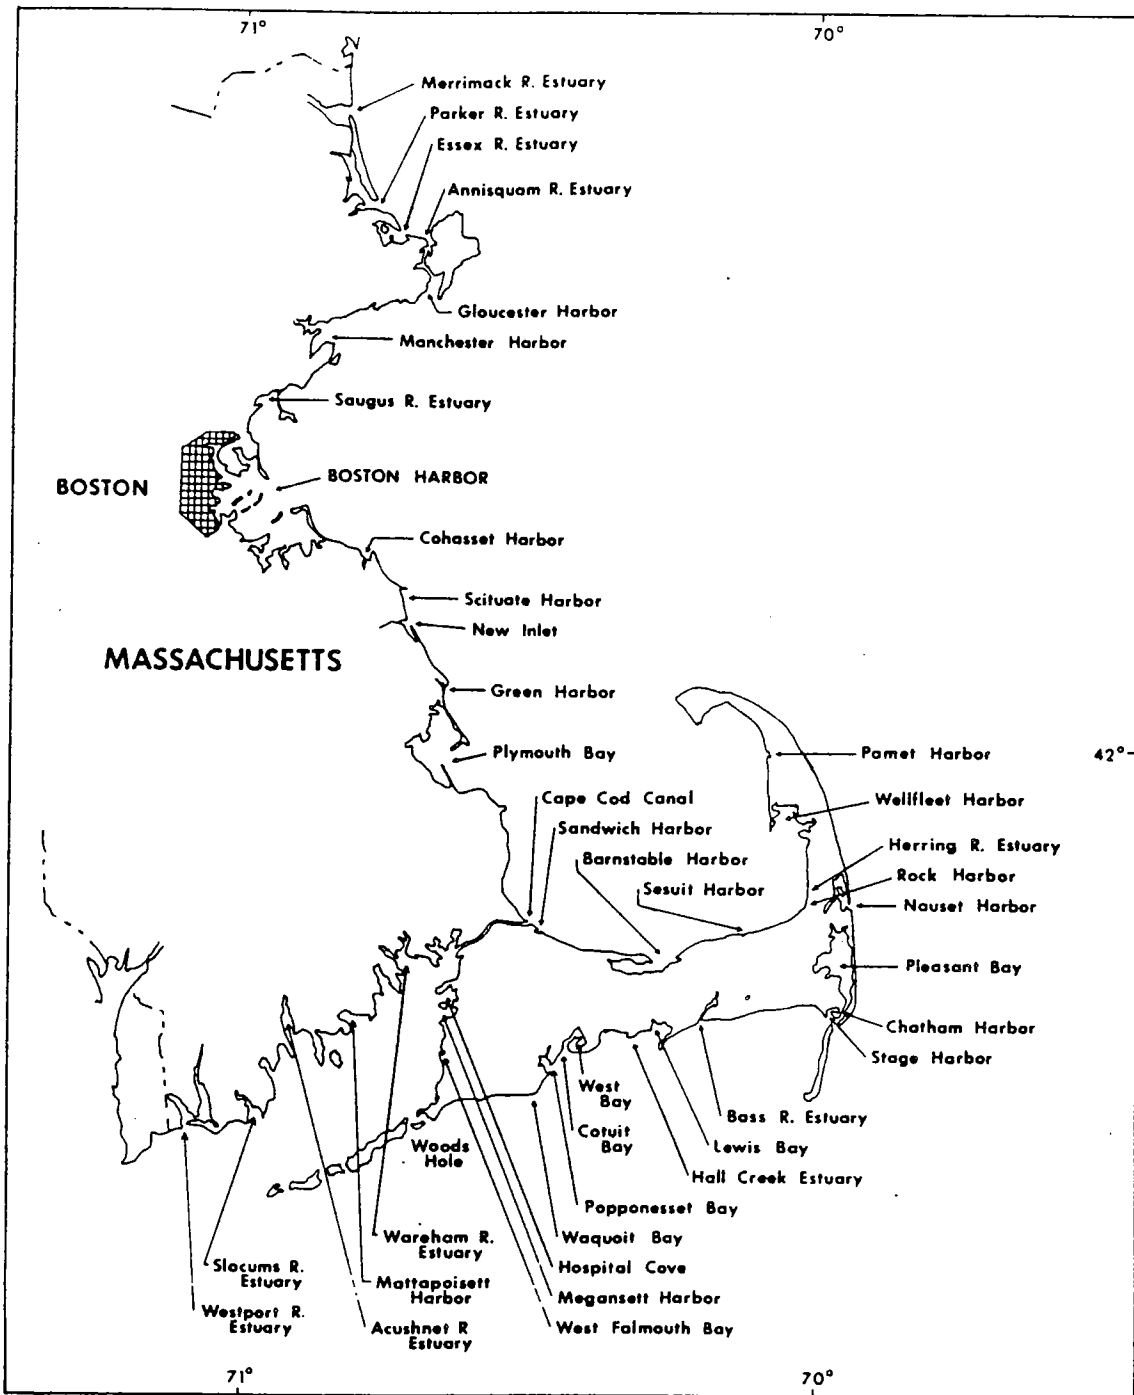 71°
70°
Merrimack R. Estuary
Parker R. Estuary
Essex R. Estuary
Annisquam R. Estuary
Gloucester Harbor
Manchester Harbor
Saugus R. Estuary
BOSTON
BOSTON HARBOR
Cohasset Harbor
Scituate Harbor
New Inlet
MASSACHUSETTS
Green Harbor
Plymouth Bay
Pamet Harbor
42°
Cape Cod Canal
Wellfleet Harbor
Sandwich Harbor
Herring R. Estuary
Barnstable Harbor
Rock Harbor
Sesuit Harbor
Nauset Harbor
Pleasant Bay
Chatham Harbor
Stage Harbor
West
Bay
Bass R. Estuary
Cotuit
Bay
Lewis Bay
Woods
Hole
Hall Creek Estuary
Popponesset Bay
Wareham R.
Estuary
Waquoit Bay
Slocums R.
Estuary
Hospital Cove
Mattapoisett
Harbor
Megansett Harbor
Westport R.
Estuary
Acushnet R
Estuary
West Falmouth Bay
71°
70°